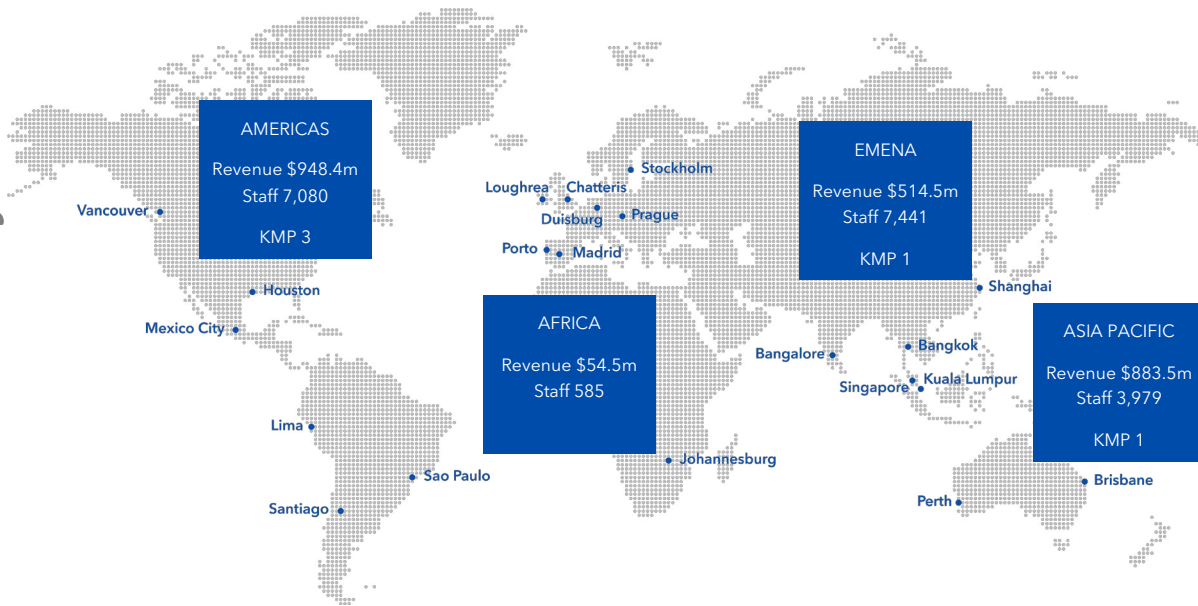 AMERICAS
Revenue $948.4m
Staff 7,080
KMP 3
EMENA
Revenue $514.5m
Staff 7,441
KMP 1
Stockholm
Loughrea
Chatteris
Vancouver
Duisburg
Prague
Porto
Madrid
Houston
Shanghai
AFRICA
Revenue $54.5m
Staff 585
ASIA PACIFIC
Revenue $883.5m
Staff 3,979
KMP 1
Mexico City
Bangalore
Bangkok
Kuala Lumpur
Singapore
Lima
Johannesburg
Sao Paulo
Brisbane
Perth
Santiago